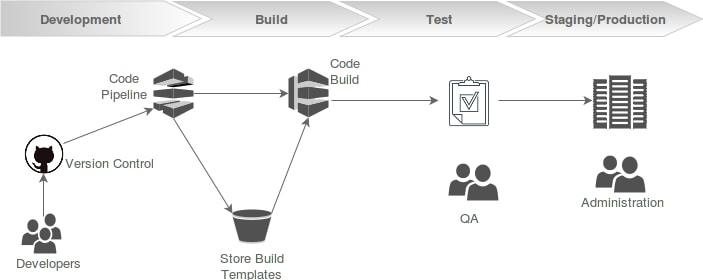 Development
Build
Test
Staging/Production
Code
Pipeline
Code
Build
Version Control
Developers
Store Build
Templates
QA
Administration